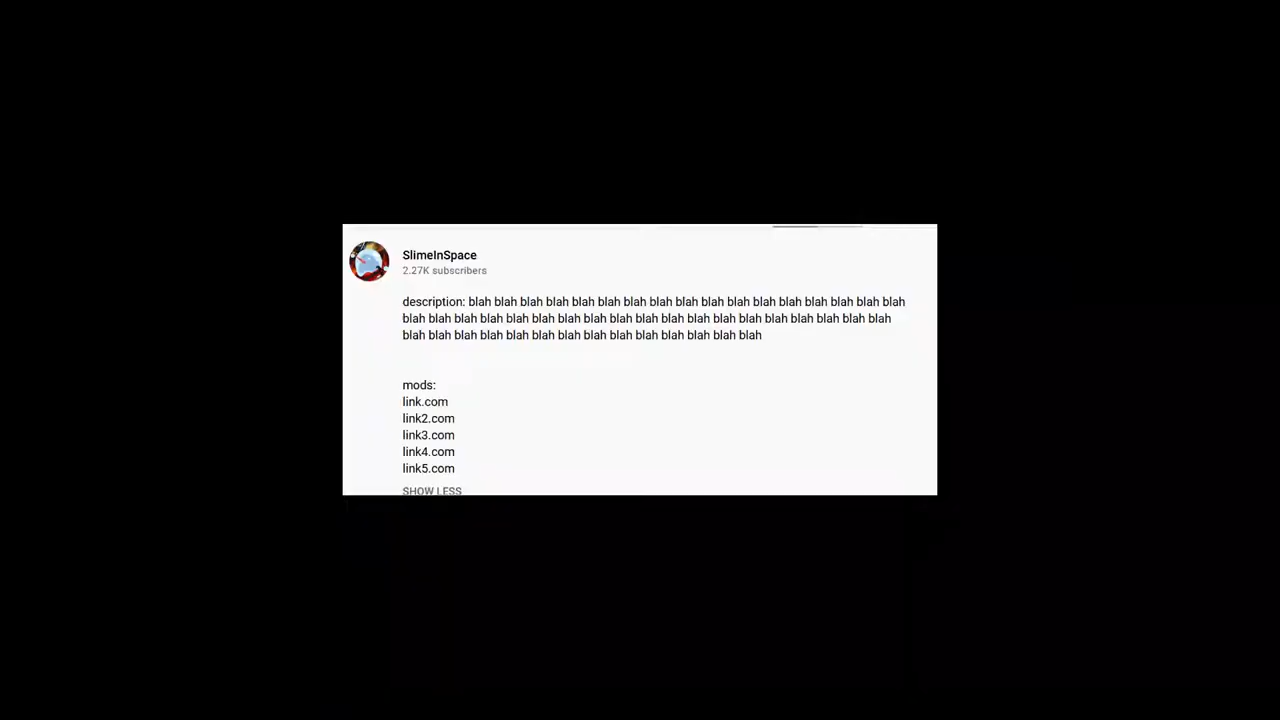 SlimeInSpace
2.27K subscribers
description: blah blah blah blah blah blah blah blah blah blah blah blah blah blah blah blah blah
blah blah blah blah blah blah blah blah blah blah blah blah blah blah blah blah blah blah blah
blah blah blah blah blah blah blah blah blah blah blah blah blah blah
mods:
link.com
link2.com
link3.com
link4.com
link5.com
SHOW LESS